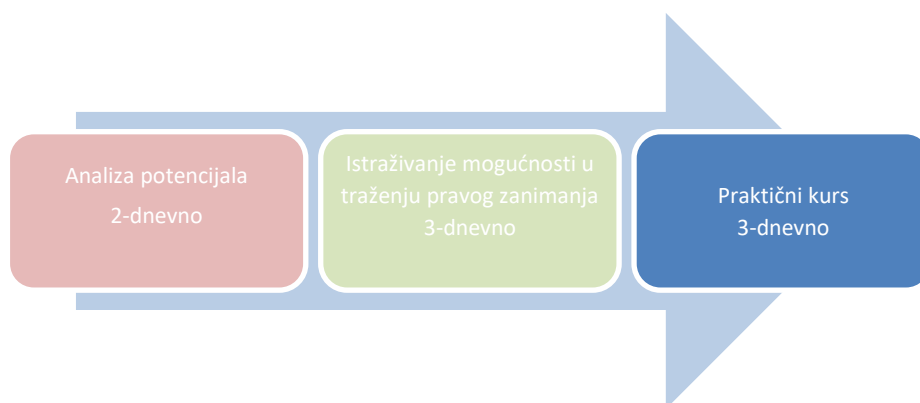 Analiza potencijala
2-dnevno
Istraživanje mogućnosti u
traženju pravog zanimanja
3-dnevno
Praktični kurs
3-dnevno